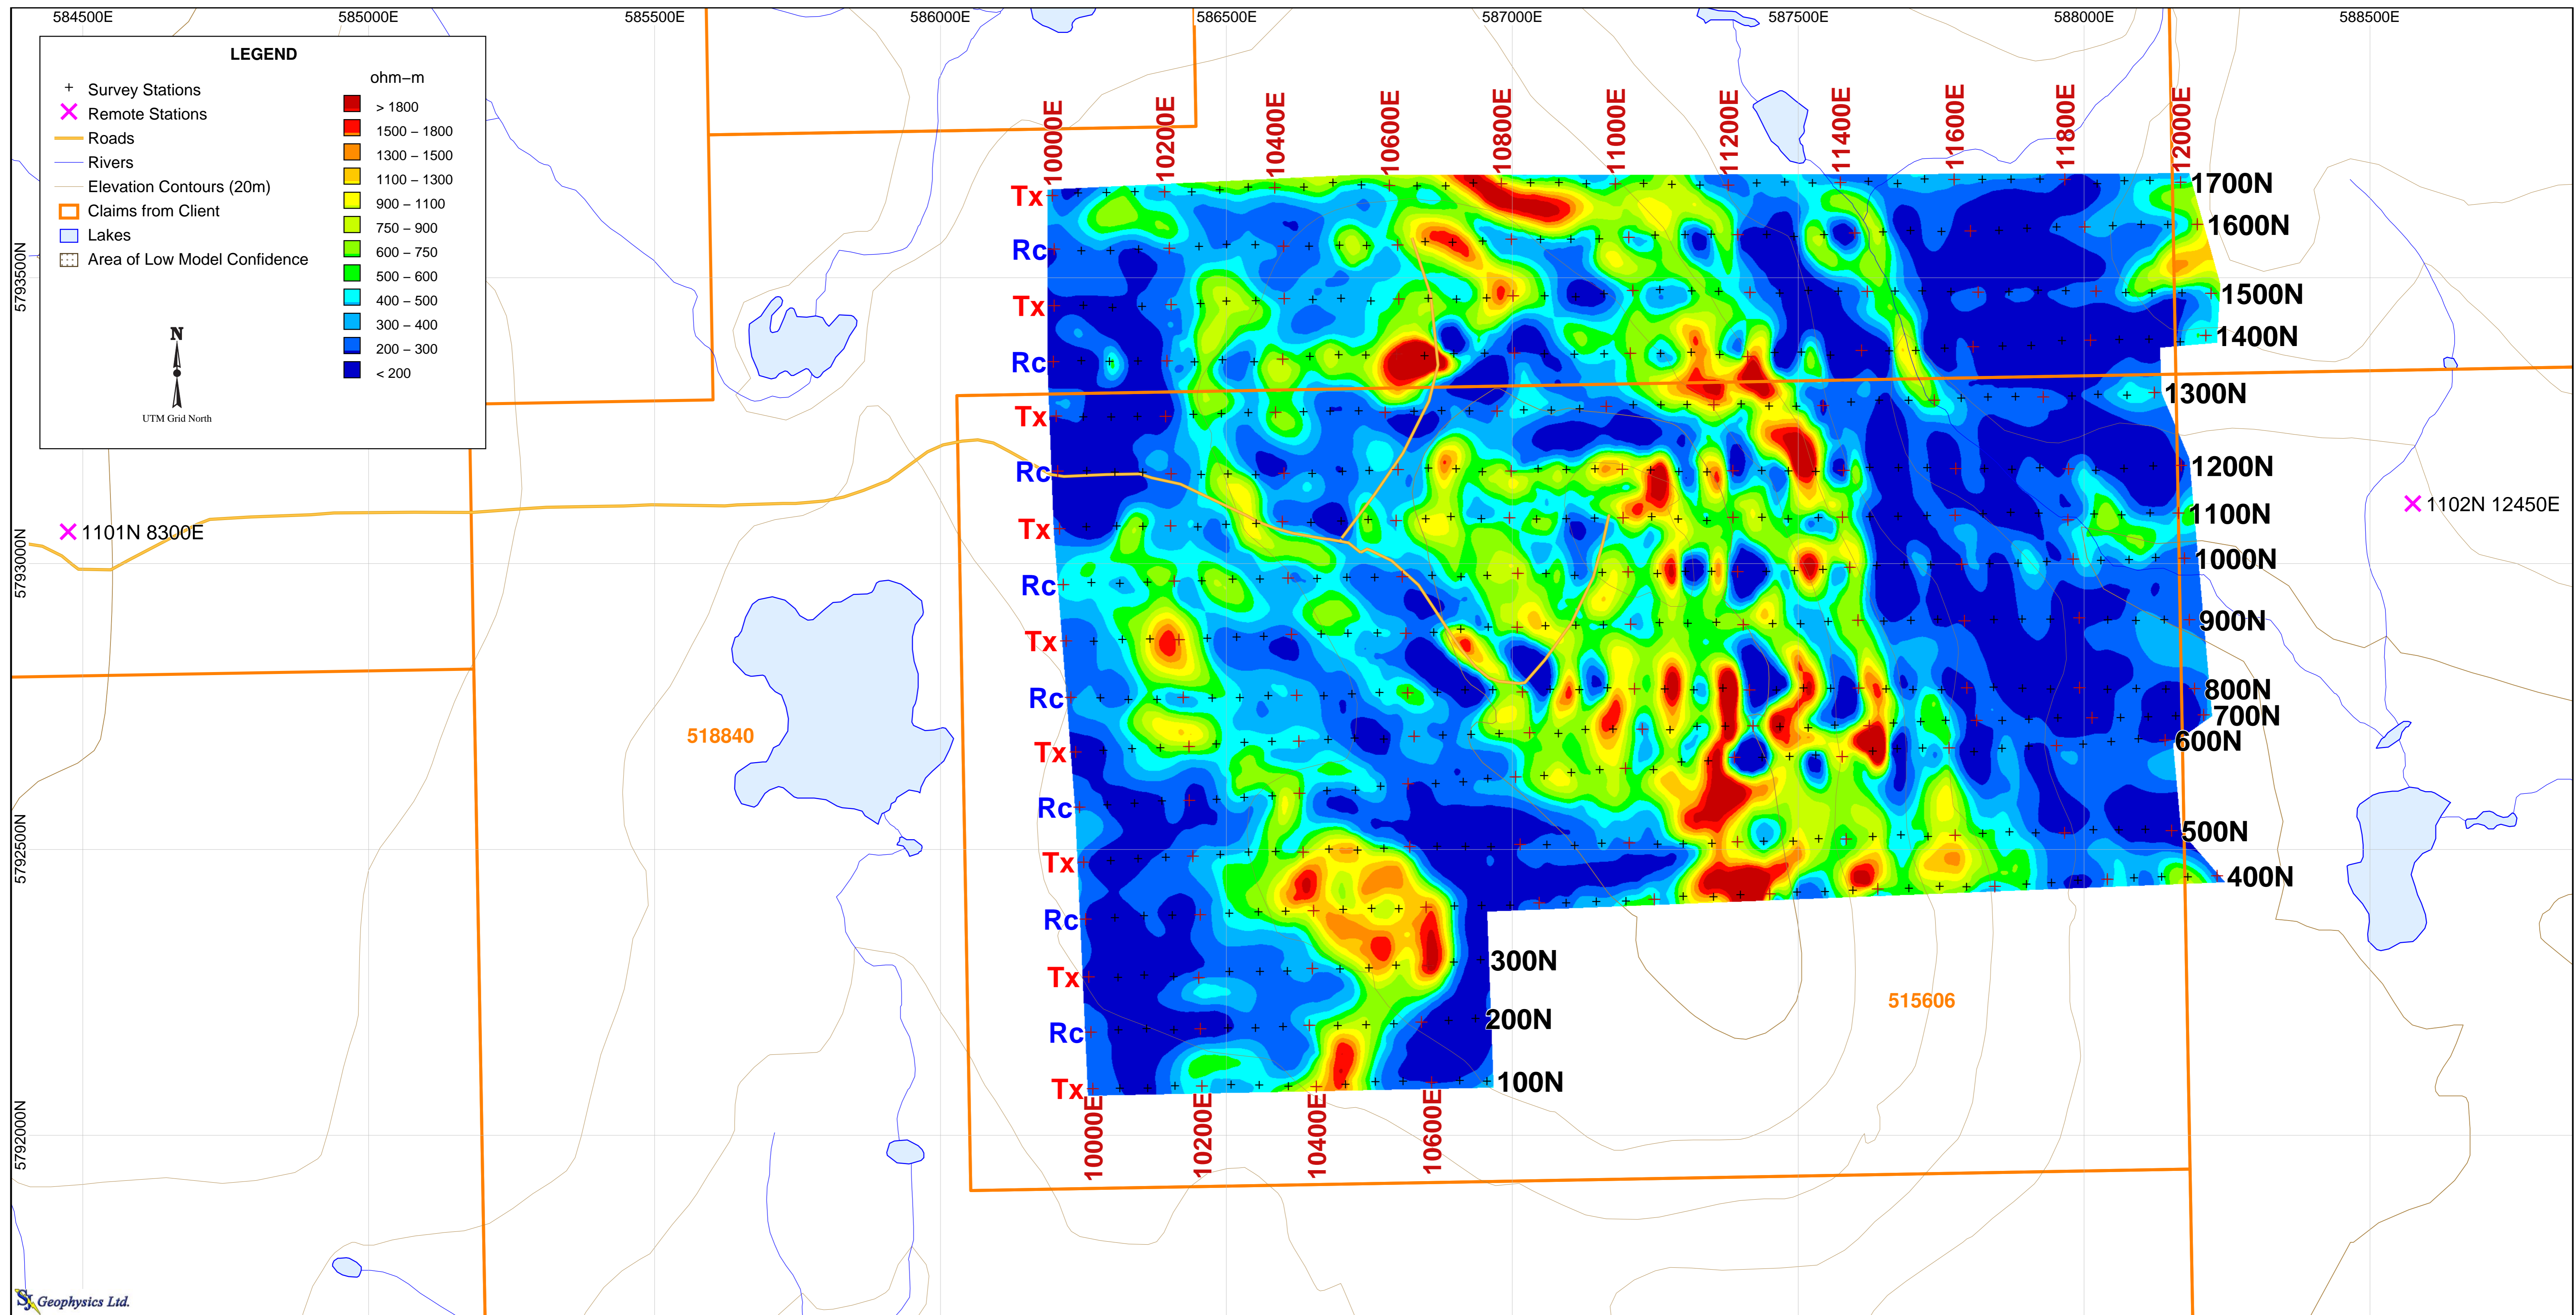 584500E 585000E 585500E 586000E 586500E 587000E 587500E 588000E 588500E
LEGEND
ohm–m
Survey Stations
Remote Stations
Roads
Rivers
Elevation Contours (20m)
Claims from Client
Lakes
Area of Low Model Confidence
> 1800
1500 – 1800
1300 – 1500
1100 – 1300
900 – 1100
750 – 900
600 – 750
500 – 600
400 – 500
300 – 400
200 – 300
< 200
N
UTM Grid North
5793500N
5793000N
5792500N
5792000N
10000E 10200E 10400E 10600E 10800E 11000E 11200E 11400E 11600E 11800E 12000E
Tx
Rc
Tx
Rc
Tx
Rc
Tx
Rc
Tx
Rc
Tx
Rc
Tx
Rc
Tx
Rc
Tx
1700N
1600N
1500N
1400N
1300N
1200N
1100N
1000N
900N
800N
700N
600N
500N
400N
300N
200N
100N
1101N 8300E
1102N 12450E
518840
515606
10000E 10200E 10400E 10600E
SJ Geophysics Ltd.